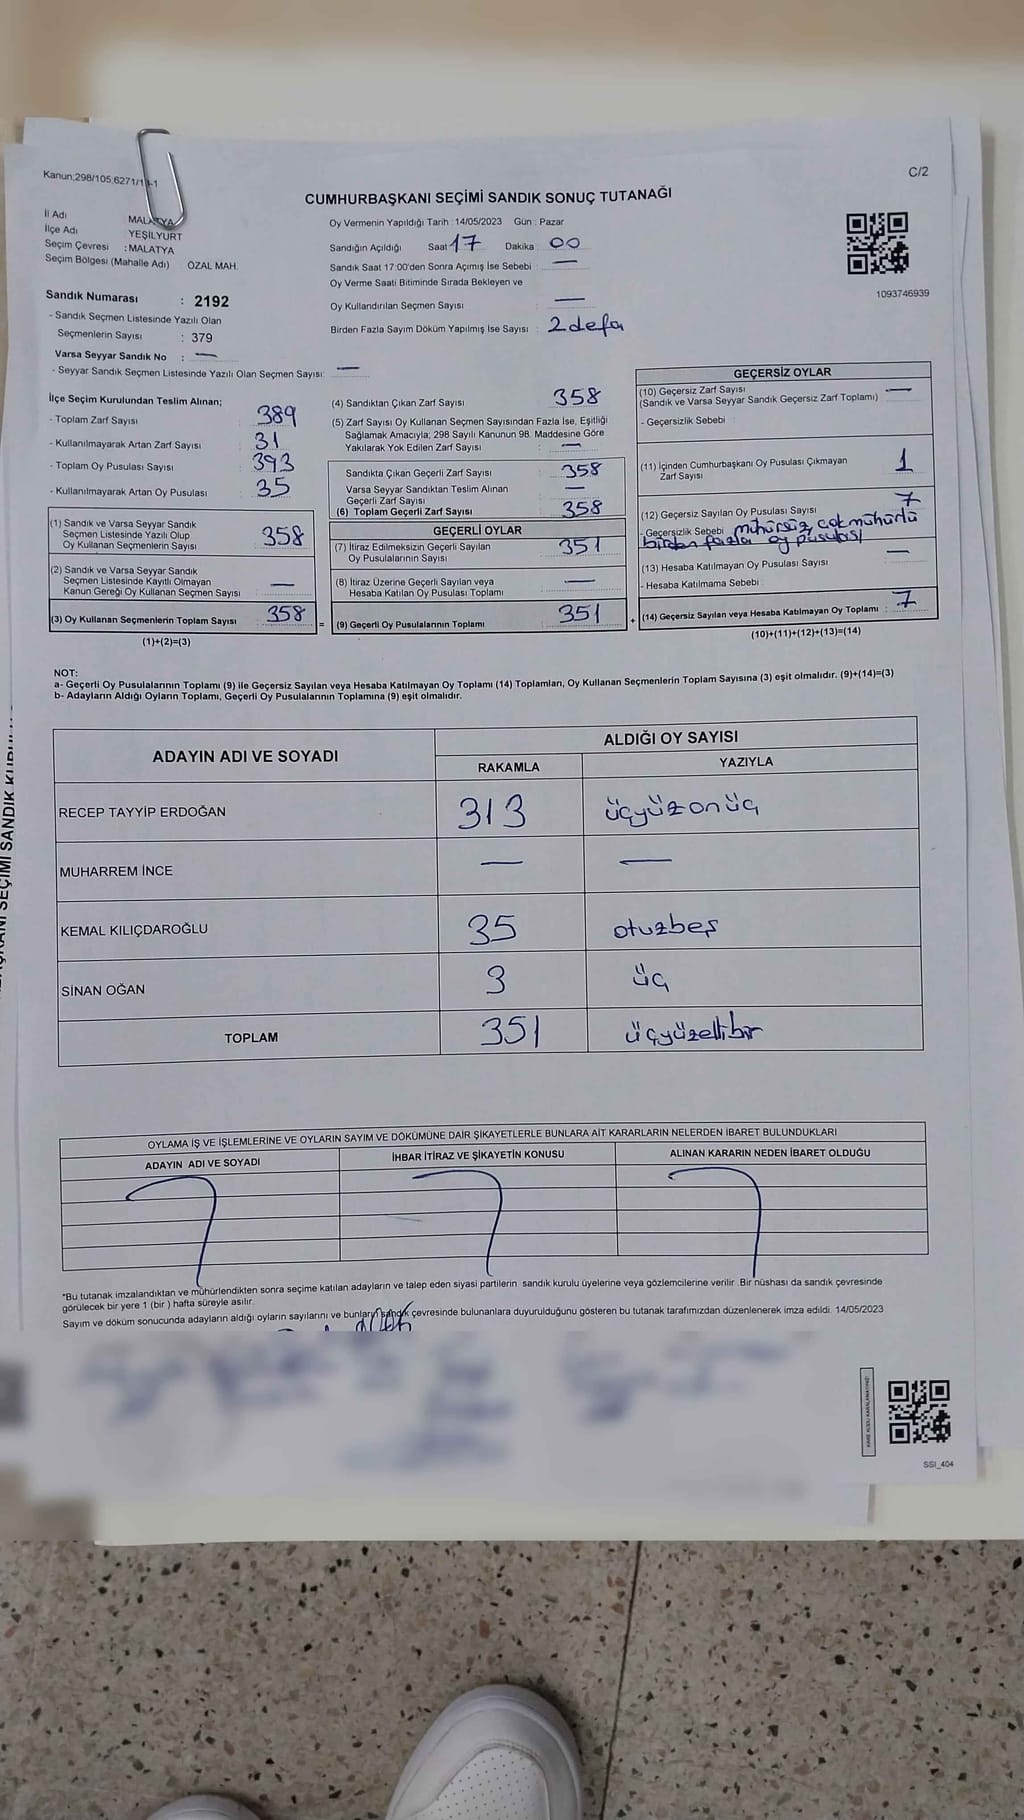 Kanun;298/105;6271/1
C/2
CUMHURBAŞKANI SEÇİMİ SANDIK SONUÇ TUTANAĞI
İl Adı MALATYA
İlçe Adı YEŞİLYURT
Seçim Çevresi : MALATYA
Seçim Bölgesi (Mahalle Adı) ÖZAL MAH.
Sandık Numarası : 2192
- Sandık Seçmen Listesinde Yazılı Olan
Seçmenlerin Sayısı : 379
Varsa Seyyar Sandık No : —
- Seyyar Sandık Seçmen Listesinde Yazılı Olan Seçmen Sayısı: —
Oy Vermenin Yapıldığı Tarih : 14/05/2023 Gün : Pazar
Sandığın Açıldığı Saat 17 Dakika 00
Sandık Saat 17:00'den Sonra Açımış İse Sebebi : —
Oy Verme Saati Bitiminde Sırada Bekleyen ve
Oy Kullandırılan Seçmen Sayısı : —
Birden Fazla Sayım Döküm Yapılmış İse Sayısı : 2 defa
1093746939
İlçe Seçim Kurulundan Teslim Alınan;
- Toplam Zarf Sayısı : 389
- Kullanılmayarak Artan Zarf Sayısı : 31
- Toplam Oy Pusulası Sayısı : 393
- Kullanılmayarak Artan Oy Pusulası : 35
(1) Sandık ve Varsa Seyyar Sandık
Seçmen Listesinde Yazılı Olup
Oy Kullanan Seçmenlerin Sayısı : 358
(2) Sandık ve Varsa Seyyar Sandık
Seçmen Listesinde Kayıtlı Olmayan
Kanun Gereği Oy Kullanan Seçmen Sayısı : —
(3) Oy Kullanan Seçmenlerin Toplam Sayısı : 358 =
(1)+(2)=(3)
(4) Sandıktan Çıkan Zarf Sayısı : 358
(5) Zarf Sayısı Oy Kullanan Seçmen Sayısından Fazla İse, Eşitliği
Sağlamak Amacıyla; 298 Sayılı Kanunun 98. Maddesine Göre
Yakılarak Yok Edilen Zarf Sayısı : —
Sandıkta Çıkan Geçerli Zarf Sayısı : 358
Varsa Seyyar Sandıktan Teslim Alınan
Geçerli Zarf Sayısı : —
(6) Toplam Geçerli Zarf Sayısı : 358
GEÇERLİ OYLAR
(7) İtiraz Edilmeksizin Geçerli Sayılan
Oy Pusulalarının Sayısı : 351
(8) İtiraz Üzerine Geçerli Sayılan veya
Hesaba Katılan Oy Pusulası Toplamı : —
(9) Geçerli Oy Pusulalarının Toplamı : 351 +
GEÇERSİZ OYLAR
(10) Geçersiz Zarf Sayısı : —
(Sandık ve Varsa Seyyar Sandık Geçersiz Zarf Toplamı)
- Geçersizlik Sebebi :
(11) İçinden Cumhurbaşkanı Oy Pusulası Çıkmayan
Zarf Sayısı : 1
(12) Geçersiz Sayılan Oy Pusulası Sayısı : 7
- Geçersizlik Sebebi : mühürsüz, çok mühürlü
birden fazla oy pusulası
(13) Hesaba Katılmayan Oy Pusulası Sayısı : —
- Hesaba Katılmama Sebebi :
(14) Geçersiz Sayılan veya Hesaba Katılmayan Oy Toplamı : 7
(10)+(11)+(12)+(13)=(14)
NOT:
a- Geçerli Oy Pusulalarının Toplamı (9) ile Geçersiz Sayılan veya Hesaba Katılmayan Oy Toplamı (14) Toplamları, Oy Kullanan Seçmenlerin Toplam Sayısına (3) eşit olmalıdır. (9)+(14)=(3)
b- Adayların Aldığı Oyların Toplamı, Geçerli Oy Pusulalarının Toplamına (9) eşit olmalıdır.
ADAYIN ADI VE SOYADI ALDIĞI OY SAYISI
RAKAMLA YAZIYLA
RECEP TAYYİP ERDOĞAN 313 üçyüzonüç
MUHARREM İNCE — —
KEMAL KILIÇDAROĞLU 35 otuzbeş
SİNAN OĞAN 3 üç
TOPLAM 351 üçyüzellibir
OYLAMA İŞ VE İŞLEMLERİNE VE OYLARIN SAYIM VE DÖKÜMÜNE DAİR ŞİKAYETLERLE BUNLARA AİT KARARLARIN NELERDEN İBARET BULUNDUKLARI
ADAYIN ADI VE SOYADI İHBAR İTİRAZ VE ŞİKAYETİN KONUSU ALINAN KARARIN NEDEN İBARET OLDUĞU
*Bu tutanak imzalandıktan ve mühürlendikten sonra seçime katılan adayların ve talep eden siyasi partilerin sandık kurulu üyelerine veya gözlemcilerine verilir. Bir nüshası da sandık çevresinde
görülecek bir yere 1 (bir ) hafta süreyle asılır.
Sayım ve döküm sonucunda adayların aldığı oyların sayılarını ve bunların sandık çevresinde bulunanlara duyurulduğunu gösteren bu tutanak tarafımızdan düzenlenerek imza edildi. 14/05/2023
SSİ_404